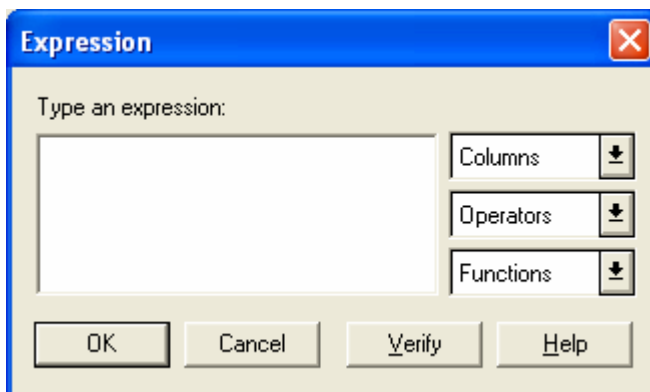 Expression
Type an expression:
Columns
Operators
Functions
OK Cancel Verify Help